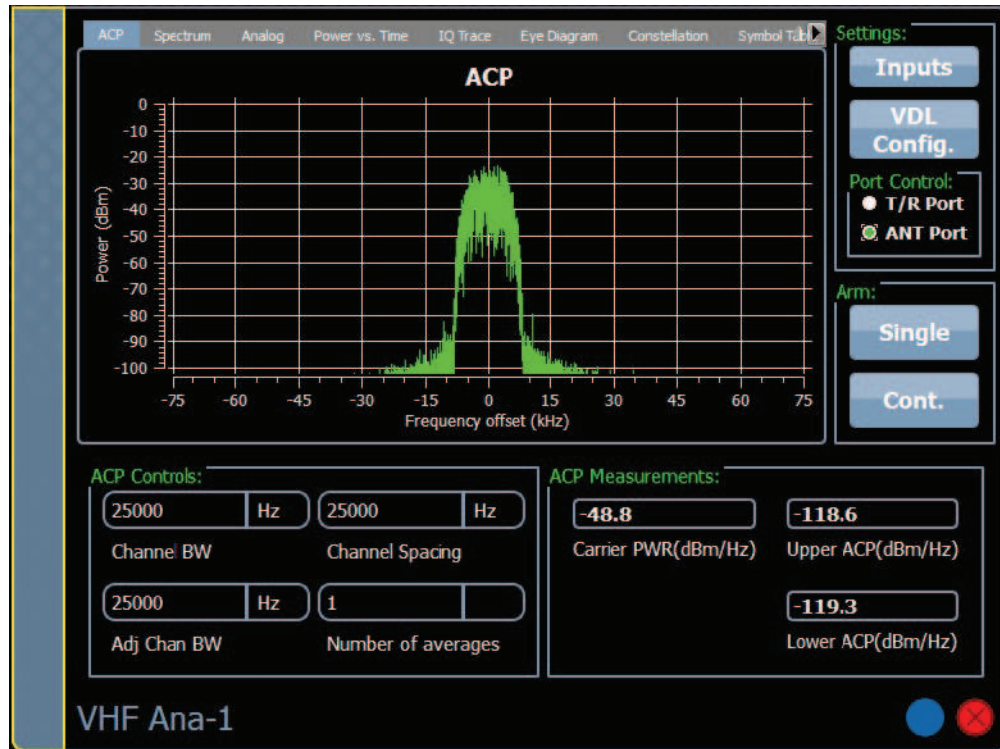 ACP Spectrum Analog Power vs. Time IQ Trace Eye Diagram Constellation
ACP
0
-10
-20
-30
-40
-50
-60
-70
-80
-90
-100
Power (dBm)
-75 -60 -45 -30 -15 0 15 30 45 60 75
Frequency offset (kHz)
Settings:
Inputs
VDL
Config.
Port Control:
T/R Port
ANT Port
Arm:
Single
Cont.
ACP Controls:
25000 Hz 25000 Hz
Channel BW Channel Spacing
25000 Hz 1
Adj Chan BW Number of averages
ACP Measurements:
-48.8 -118.6
Carrier PWR(dBm/Hz) Upper ACP(dBm/Hz)
-119.3
Lower ACP(dBm/Hz)
VHF Ana-1